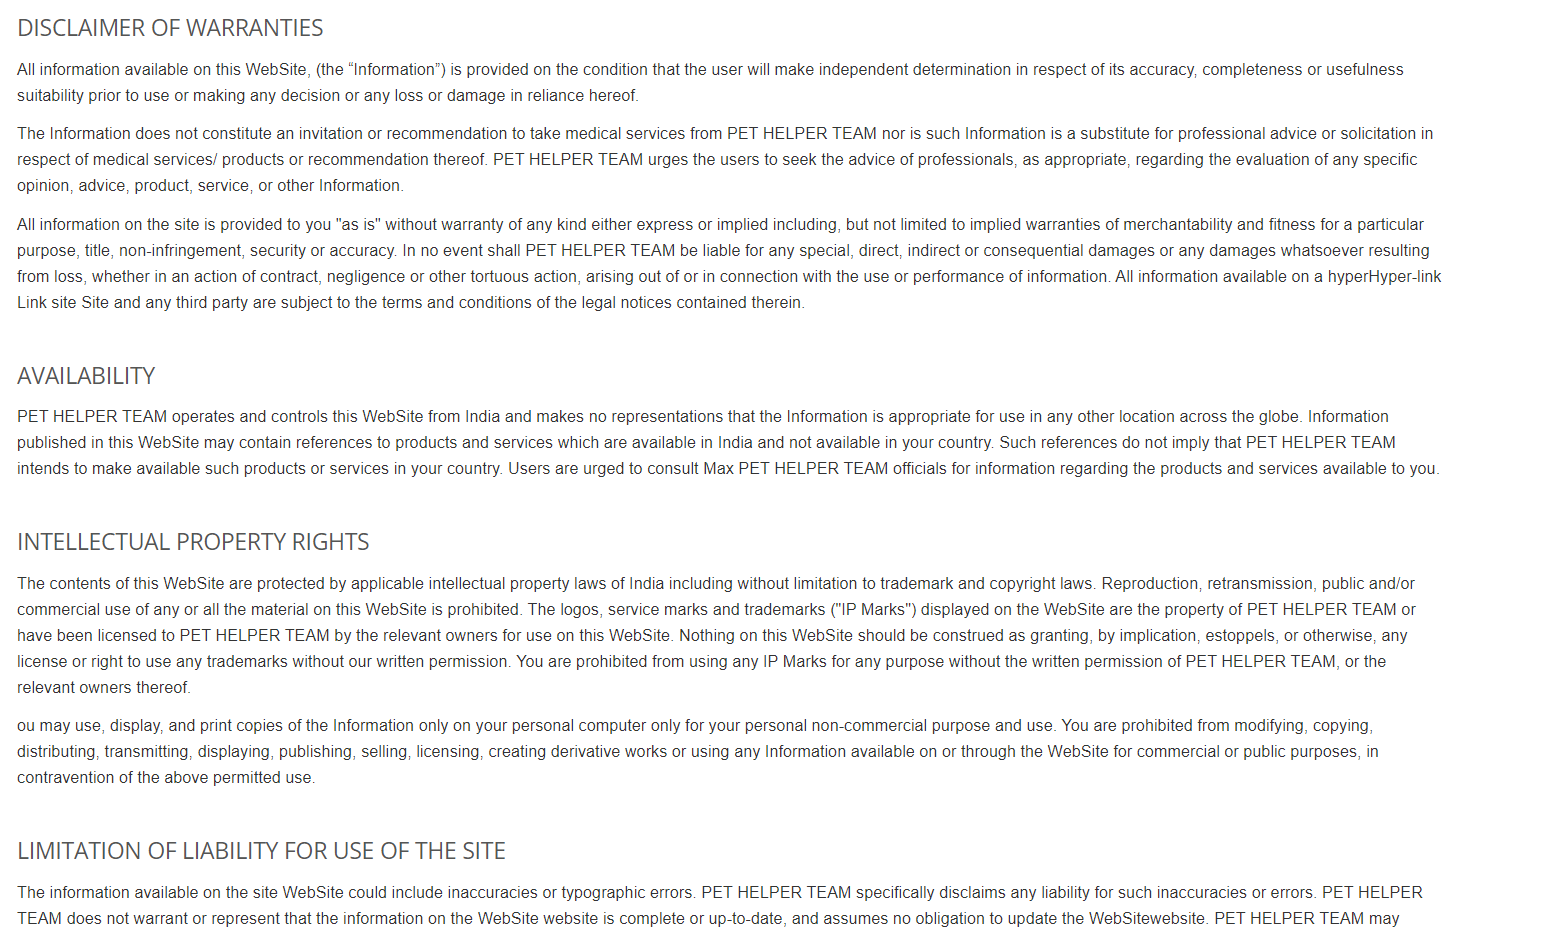 DISCLAIMER OF WARRANTIES
All information available on this WebSite, (the “Information”) is provided on the condition that the user will make independent determination in respect of its accuracy, completeness or usefulness
suitability prior to use or making any decision or any loss or damage in reliance hereof.
The Information does not constitute an invitation or recommendation to take medical services from PET HELPER TEAM nor is such Information is a substitute for professional advice or solicitation in
respect of medical services/ products or recommendation thereof. PET HELPER TEAM urges the users to seek the advice of professionals, as appropriate, regarding the evaluation of any specific
opinion, advice, product, service, or other Information.
All information on the site is provided to you "as is" without warranty of any kind either express or implied including, but not limited to implied warranties of merchantability and fitness for a particular
purpose, title, non-infringement, security or accuracy. In no event shall PET HELPER TEAM be liable for any special, direct, indirect or consequential damages or any damages whatsoever resulting
from loss, whether in an action of contract, negligence or other tortuous action, arising out of or in connection with the use or performance of information. All information available on a hyperHyper-link
Link site Site and any third party are subject to the terms and conditions of the legal notices contained therein.
AVAILABILITY
PET HELPER TEAM operates and controls this WebSite from India and makes no representations that the Information is appropriate for use in any other location across the globe. Information
published in this WebSite may contain references to products and services which are available in India and not available in your country. Such references do not imply that PET HELPER TEAM
intends to make available such products or services in your country. Users are urged to consult Max PET HELPER TEAM officials for information regarding the products and services available to you.
INTELLECTUAL PROPERTY RIGHTS
The contents of this WebSite are protected by applicable intellectual property laws of India including without limitation to trademark and copyright laws. Reproduction, retransmission, public and/or
commercial use of any or all the material on this WebSite is prohibited. The logos, service marks and trademarks ("IP Marks") displayed on the WebSite are the property of PET HELPER TEAM or
have been licensed to PET HELPER TEAM by the relevant owners for use on this WebSite. Nothing on this WebSite should be construed as granting, by implication, estoppels, or otherwise, any
license or right to use any trademarks without our written permission. You are prohibited from using any IP Marks for any purpose without the written permission of PET HELPER TEAM, or the
relevant owners thereof.
ou may use, display, and print copies of the Information only on your personal computer only for your personal non-commercial purpose and use. You are prohibited from modifying, copying,
distributing, transmitting, displaying, publishing, selling, licensing, creating derivative works or using any Information available on or through the WebSite for commercial or public purposes, in
contravention of the above permitted use.
LIMITATION OF LIABILITY FOR USE OF THE SITE
The information available on the site WebSite could include inaccuracies or typographic errors. PET HELPER TEAM specifically disclaims any liability for such inaccuracies or errors. PET HELPER
TEAM does not warrant or represent that the information on the WebSite website is complete or up-to-date, and assumes no obligation to update the WebSitewebsite. PET HELPER TEAM may